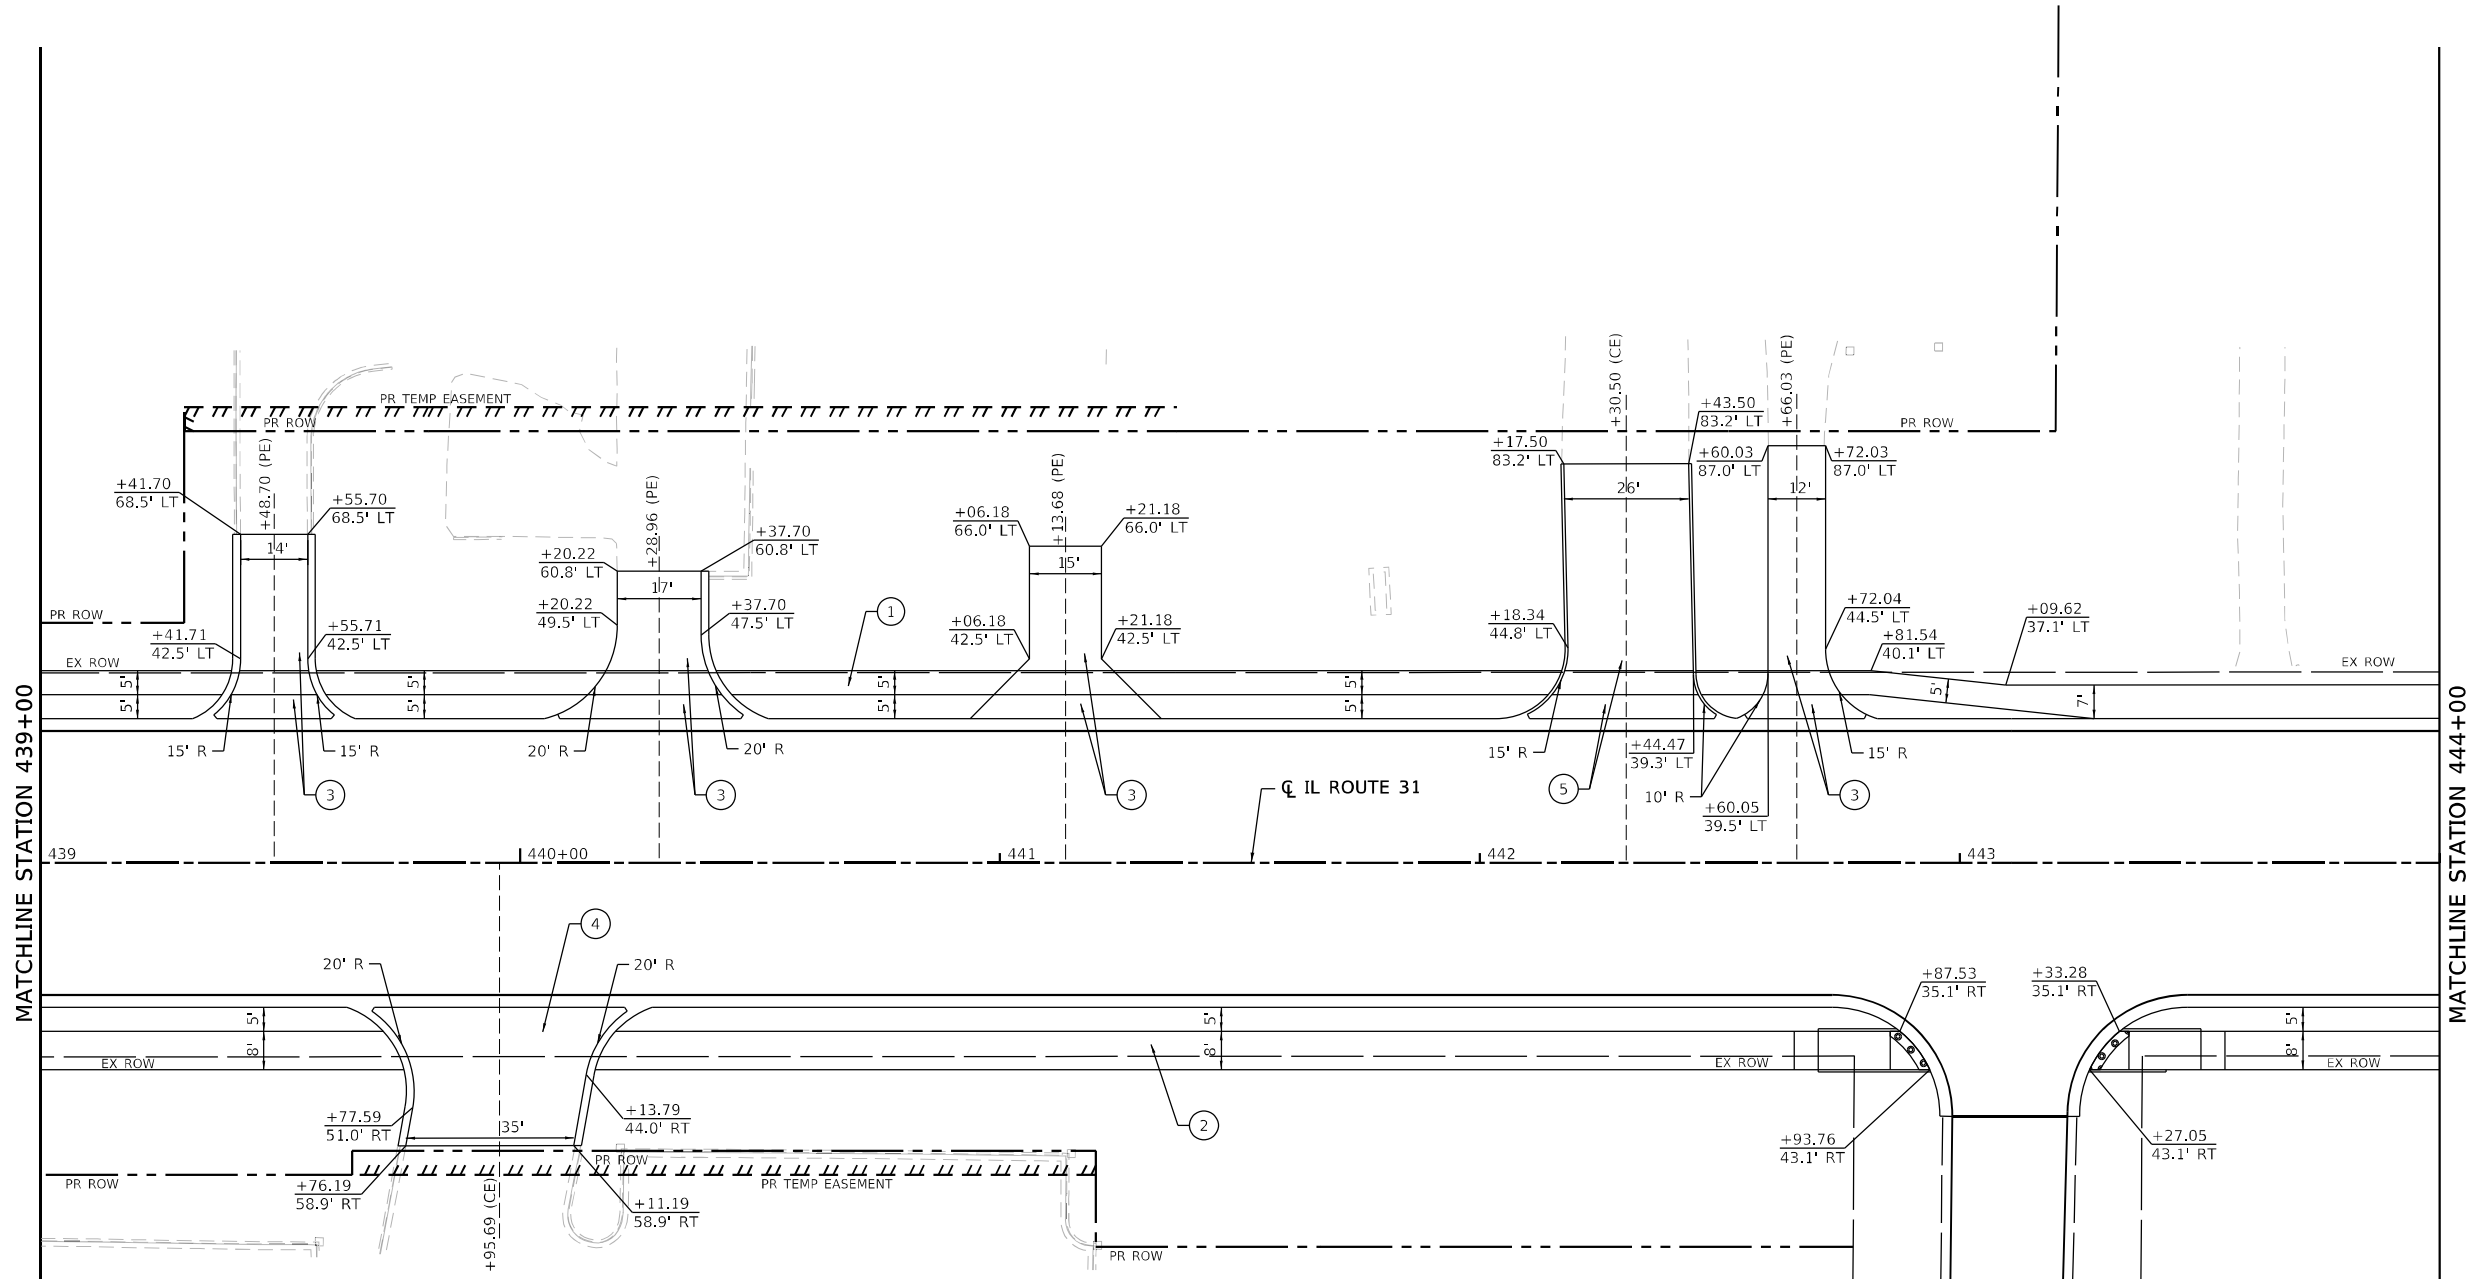 MATCHLINE STATION 439+00
MATCHLINE STATION 444+00
PR TEMP EASEMENT
PR ROW
PR ROW
PR ROW
EX ROW
EX ROW
+41.70
68.5' LT
+48.70 (PE)
+55.70
68.5' LT
14'
+41.71
42.5' LT
+55.71
42.5' LT
15' R
15' R
3
+20.22
60.8' LT
+28.96 (PE)
+37.70
60.8' LT
17'
+20.22
49.5' LT
+37.70
47.5' LT
20' R
20' R
3
1
+06.18
66.0' LT
+13.68 (PE)
+21.18
66.0' LT
15'
+06.18
42.5' LT
+21.18
42.5' LT
3
+17.50
83.2' LT
+30.50 (CE)
+43.50
83.2' LT
26'
+18.34
44.8' LT
15' R
+44.47
39.3' LT
5
10' R
+60.03
87.0' LT
+66.03 (PE)
+72.03
87.0' LT
12'
+72.04
44.5' LT
+81.54
40.1' LT
+09.62
37.1' LT
+60.05
39.5' LT
15' R
3
5'
5'
5'
5'
5'
5'
5'
5'
5'
7'
℄ IL ROUTE 31
439
440+00
441
442
443
4
20' R
20' R
5'
8'
EX ROW
+77.59
51.0' RT
35'
+13.79
44.0' RT
+76.19
58.9' RT
+95.69 (CE)
+11.19
58.9' RT
PR ROW
PR ROW
PR TEMP EASEMENT
PR ROW
5'
8'
2
EX ROW
+87.53
35.1' RT
+33.28
35.1' RT
+93.76
43.1' RT
+27.05
43.1' RT
5'
8'
EX ROW